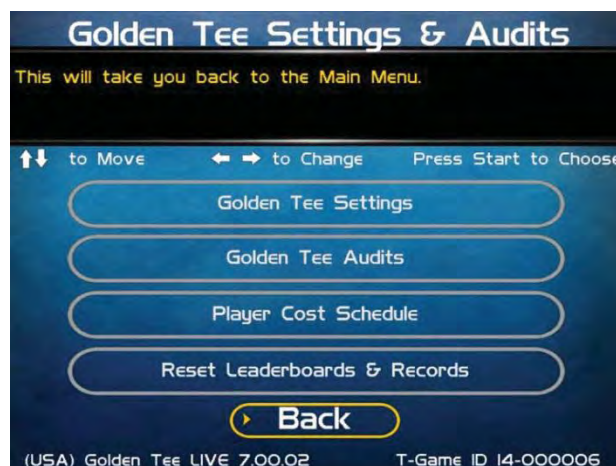 Golden Tee Settings & Audits
This will take you back to the Main Menu.
to Move to Change Press Start to Choose
Golden Tee Settings
Golden Tee Audits
Player Cost Schedule
Reset Leaderboards & Records
Back
(USA) Golden Tee LIVE 7.00.02 T-Game ID 14-000006